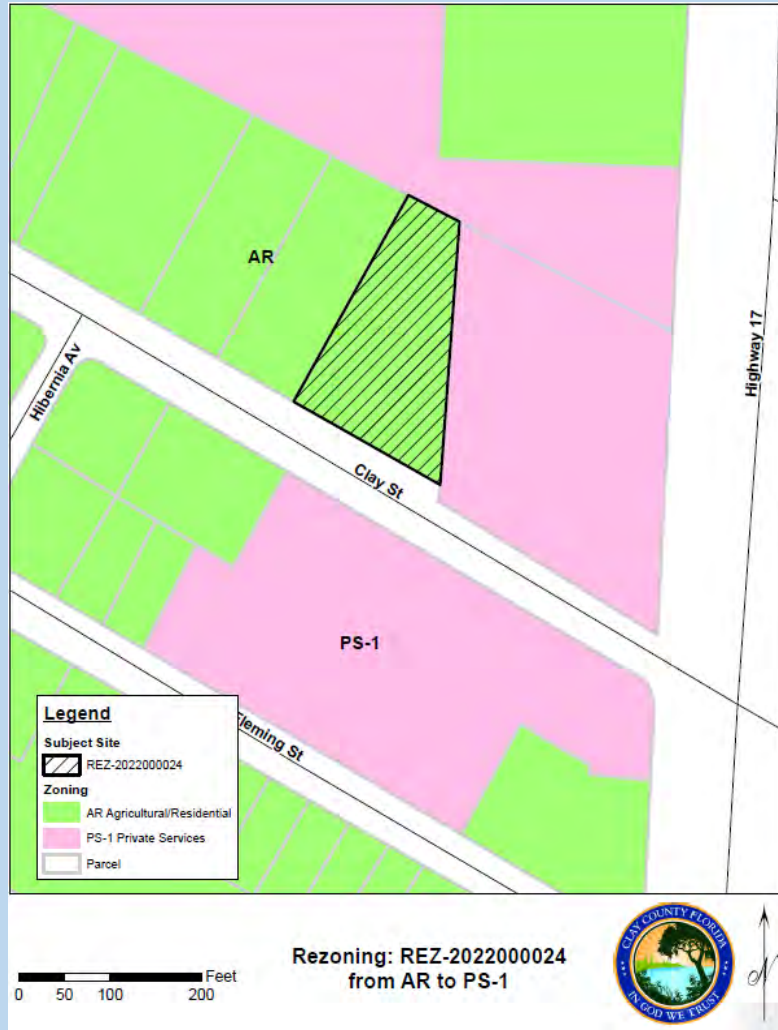 AR
Highway 17
Hibernia Av
Clay St
PS-1
Fleming St
Legend
Subject Site
REZ-2022000024
Zoning
AR Agricultural/Residential
PS-1 Private Services
Parcel
Feet
0 50 100 200
Rezoning: REZ-2022000024
from AR to PS-1
CLAY COUNTY FLORIDA
IN GOD WE TRUST
N